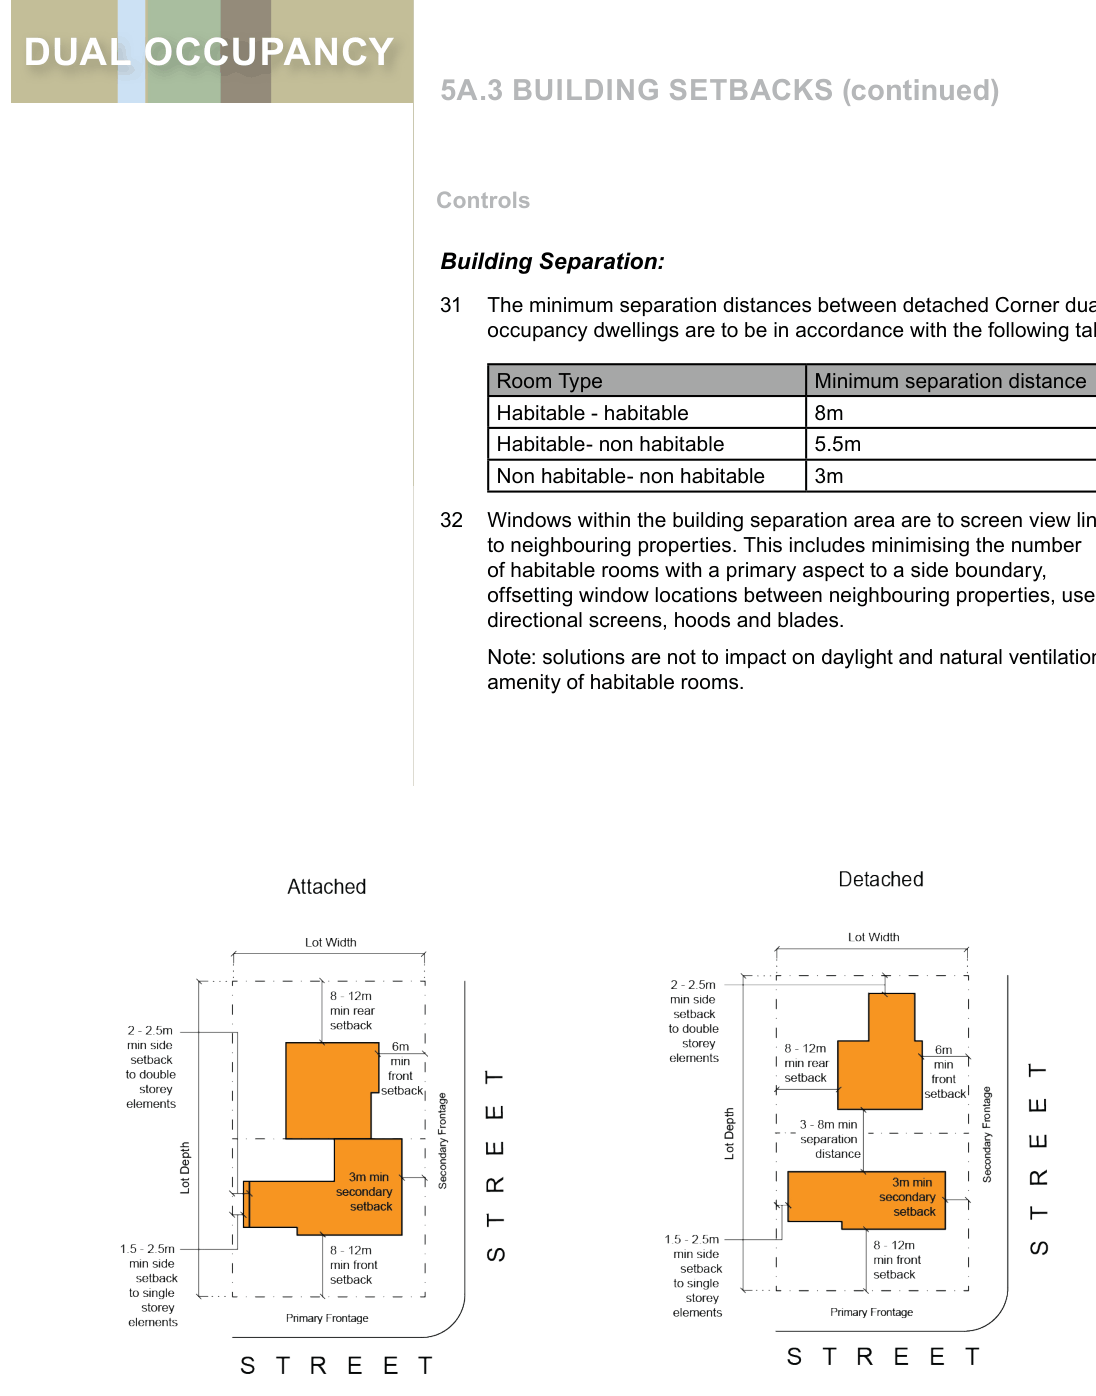 DUAL OCCUPANCY
5A.3 BUILDING SETBACKS (continued)
Controls
Building Separation:
31 The minimum separation distances between detached Corner dua
occupancy dwellings are to be in accordance with the following tal
Room Type Minimum separation distance
Habitable - habitable 8m
Habitable- non habitable 5.5m
Non habitable- non habitable 3m
32 Windows within the building separation area are to screen view lin
to neighbouring properties. This includes minimising the number
of habitable rooms with a primary aspect to a side boundary,
offsetting window locations between neighbouring properties, use
directional screens, hoods and blades.
Note: solutions are not to impact on daylight and natural ventilation
amenity of habitable rooms.
Attached
Lot Width
8 - 12m
min rear
setback
2 - 2.5m
min side
setback
to double
storey
elements
6m
min
front
setback
Lot Depth
Secondary Frontage
STREET
3m min
secondary
setback
1.5 - 2.5m
min side
setback
to single
storey
elements
8 - 12m
min front
setback
Primary Frontage
STREET
Detached
Lot Width
2 - 2.5m
min side
setback
to double
storey
elements
8 - 12m
min rear
setback
6m
min
front
setback
Lot Depth
3 - 8m min
separation
distance
Secondary Frontage
STREET
3m min
secondary
setback
1.5 - 2.5m
min side
setback
to single
storey
elements
8 - 12m
min front
setback
Primary Frontage
STREET